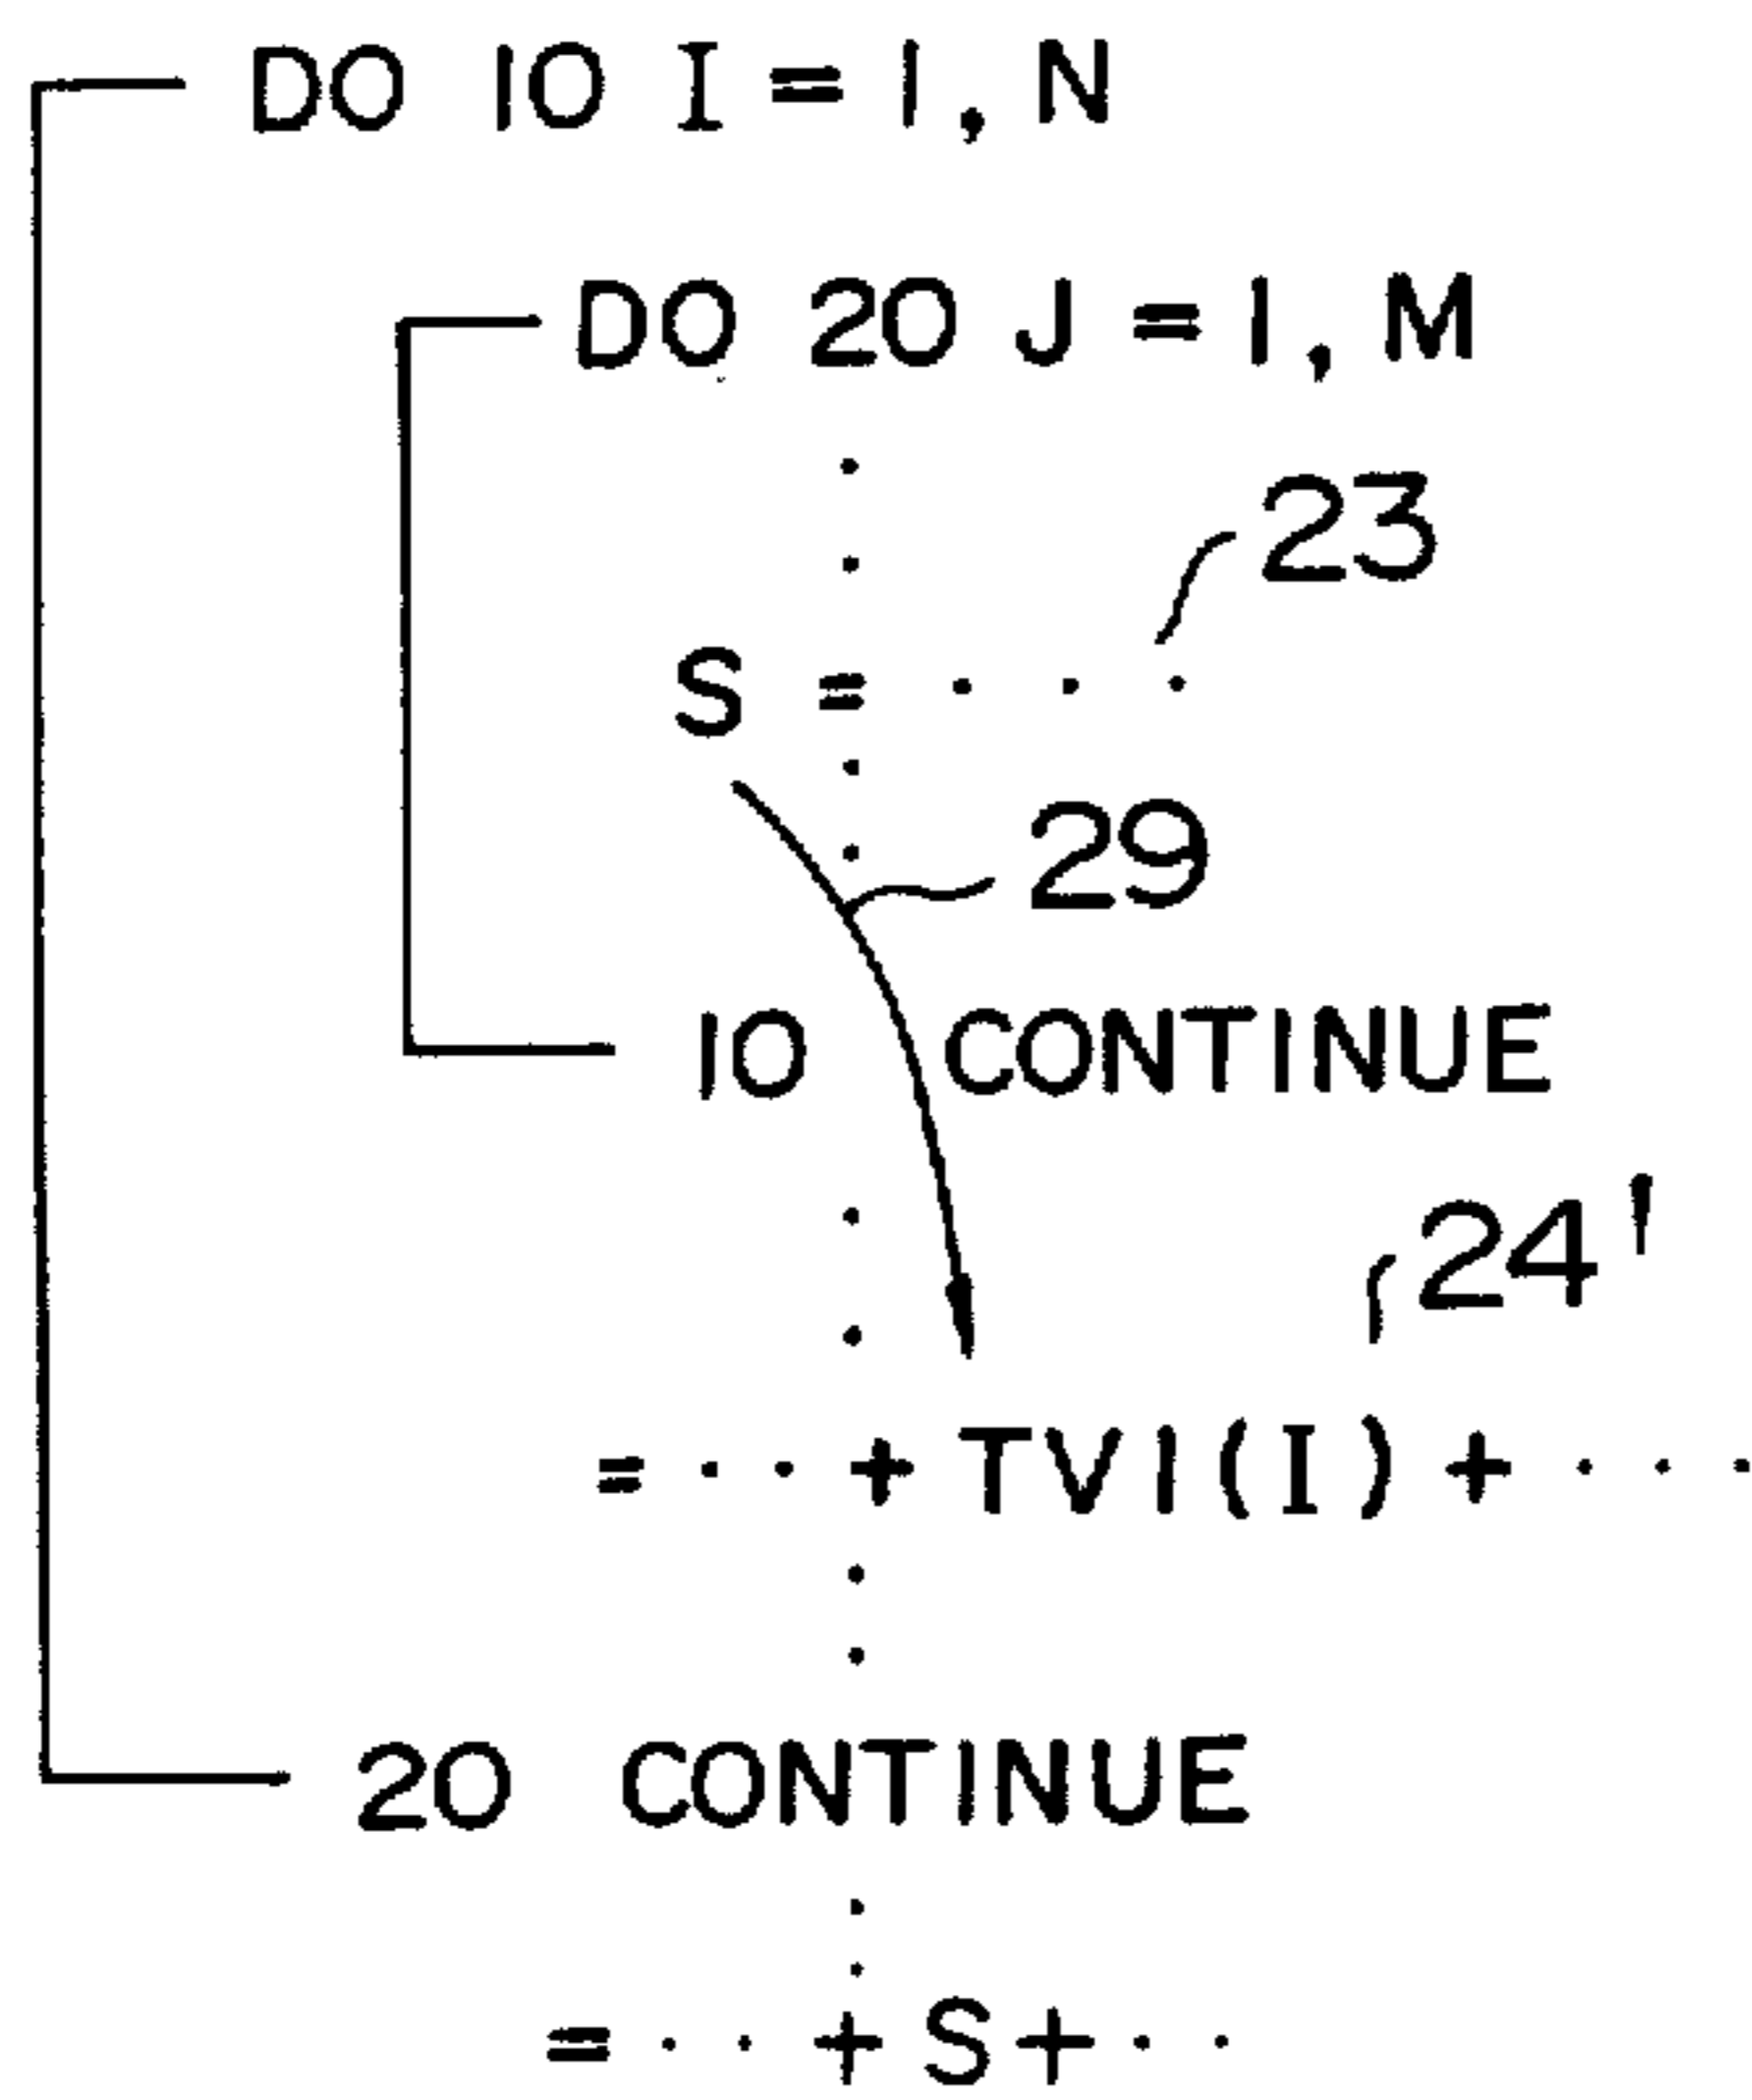 DO 10 I = 1, N
DO 20 J = 1, M
23
S = · · ·
29
10 CONTINUE
24'
= · · + TV1(I) + · · ·
20 CONTINUE
= · · + S + · ·